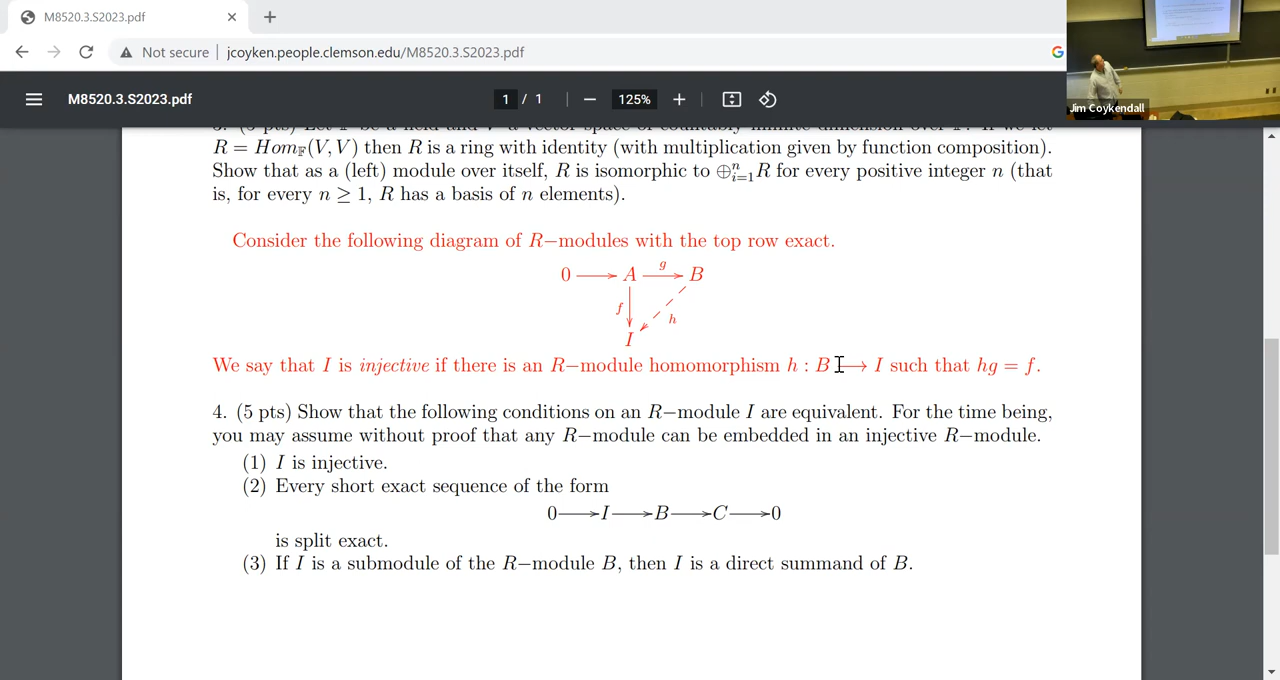 M8520.3.S2023.pdf
Not secure jcoyken.people.clemson.edu/M8520.3.S2023.pdf
M8520.3.S2023.pdf 1 / 1 125%
Jim Coykendall
R = Hom_𝔽(V, V) then R is a ring with identity (with multiplication given by function composition).
Show that as a (left) module over itself, R is isomorphic to ⊕ⁿᵢ₌₁R for every positive integer n (that
is, for every n ≥ 1, R has a basis of n elements).
Consider the following diagram of R−modules with the top row exact.
g
0 ⟶ A ⟶ B
f h
I
We say that I is injective if there is an R−module homomorphism h : B ⟼ I such that hg = f.
4. (5 pts) Show that the following conditions on an R−module I are equivalent. For the time being,
you may assume without proof that any R−module can be embedded in an injective R−module.
(1) I is injective.
(2) Every short exact sequence of the form
0⟶I⟶B⟶C⟶0
is split exact.
(3) If I is a submodule of the R−module B, then I is a direct summand of B.